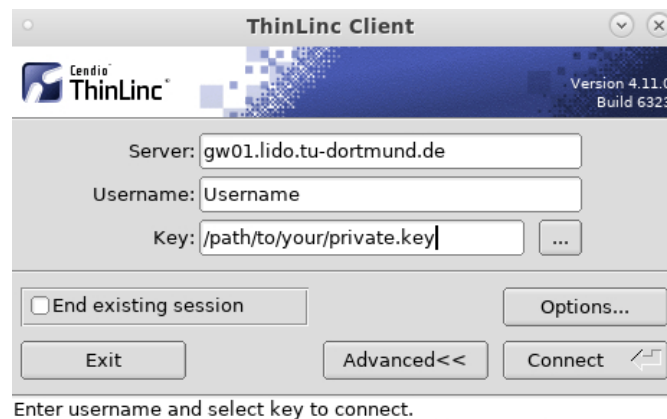 ThinLinc Client
Cendio
ThinLinc
Version 4.11.0
Build 6323
Server: gw01.lido.tu-dortmund.de
Username: Username
Key: /path/to/your/private.key
...
End existing session
Options...
Exit
Advanced<<
Connect
Enter username and select key to connect.